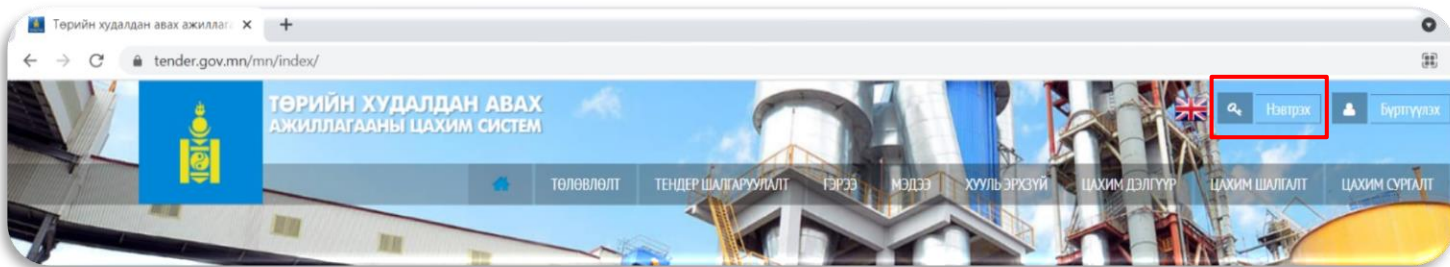 Төрийн худалдан авах ажиллага
tender.gov.mn/mn/index/
ТӨРИЙН ХУДАЛДАН АВАХ
АЖИЛЛАГААНЫ ЦАХИМ СИСТЕМ
Нэвтрэх Бүртгүүлэх
ТӨЛӨВЛӨЛТ ТЕНДЕР ШАЛГАРУУЛАЛТ ГЭРЭЭ МЭДЭЭ ХУУЛЬ ЭРХЗҮЙ ЦАХИМ ДЭЛГҮҮР ЦАХИМ ШАЛГАЛТ ЦАХИМ СУРГАЛТ